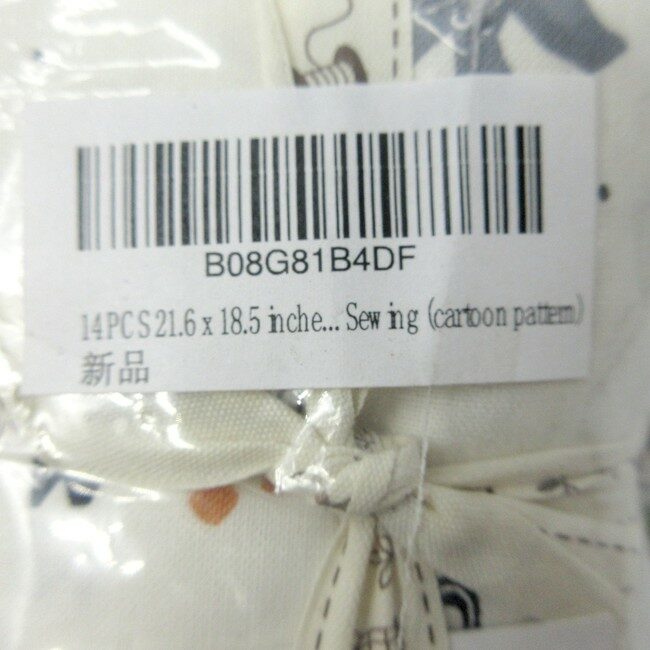 B08G81B4DF
14PCS 21.6 x 18.5 inche... Sewing (cartoon pattern)
新品